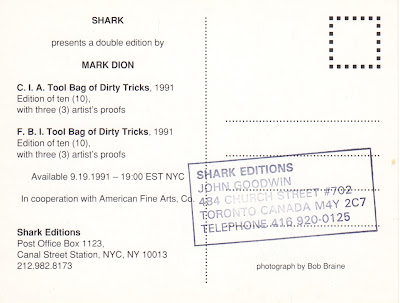 SHARK
presents a double edition by
MARK DION
C. I. A. Tool Bag of Dirty Tricks, 1991
Edition of ten (10),
with three (3) artist's proofs
F. B. I. Tool Bag of Dirty Tricks, 1991
Edition of ten (10),
with three (3) artist's proofs
Available 9.19.1991 – 19:00 EST NYC
In cooperation with American Fine Arts, Co.
Shark Editions
Post Office Box 1123,
Canal Street Station, NYC, NY 10013
212.982.8173
SHARK EDITIONS
JOHN GOODWIN
484 CHURCH STREET #702
TORONTO CANADA M4Y 2C7
TELEPHONE 416 920-0125
photograph by Bob Braine